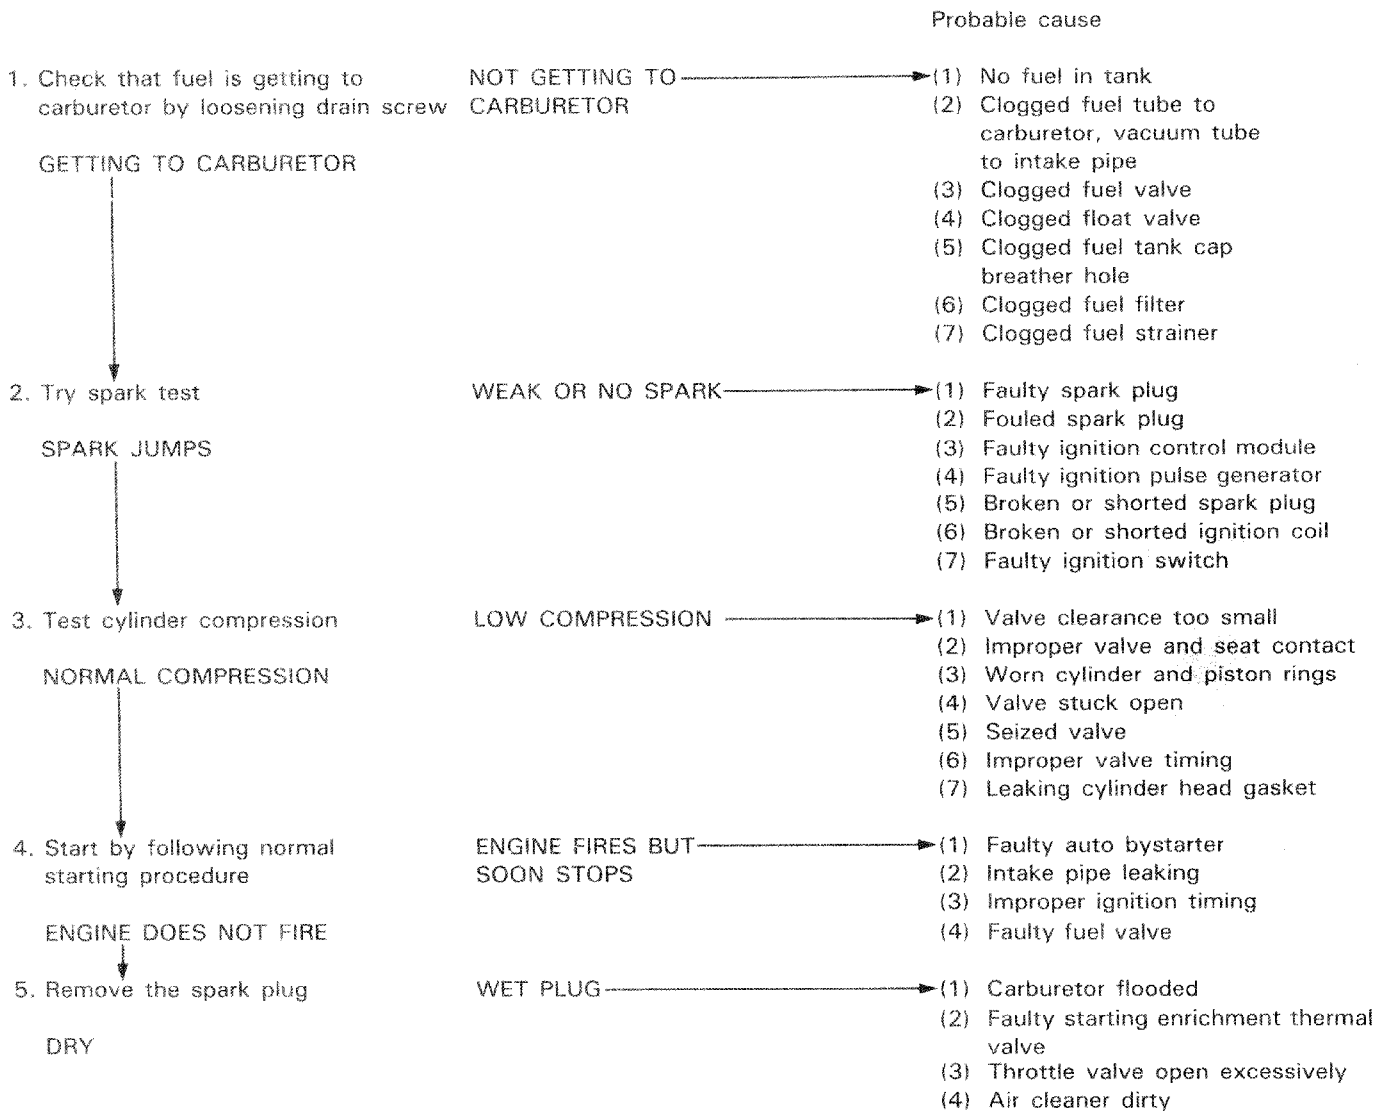 Probable cause
1. Check that fuel is getting to
carburetor by loosening drain screw
GETTING TO CARBURETOR
NOT GETTING TO
CARBURETOR
(1) No fuel in tank
(2) Clogged fuel tube to
carburetor, vacuum tube
to intake pipe
(3) Clogged fuel valve
(4) Clogged float valve
(5) Clogged fuel tank cap
breather hole
(6) Clogged fuel filter
(7) Clogged fuel strainer
2. Try spark test
SPARK JUMPS
WEAK OR NO SPARK
(1) Faulty spark plug
(2) Fouled spark plug
(3) Faulty ignition control module
(4) Faulty ignition pulse generator
(5) Broken or shorted spark plug
(6) Broken or shorted ignition coil
(7) Faulty ignition switch
3. Test cylinder compression
NORMAL COMPRESSION
LOW COMPRESSION
(1) Valve clearance too small
(2) Improper valve and seat contact
(3) Worn cylinder and piston rings
(4) Valve stuck open
(5) Seized valve
(6) Improper valve timing
(7) Leaking cylinder head gasket
4. Start by following normal
starting procedure
ENGINE DOES NOT FIRE
ENGINE FIRES BUT
SOON STOPS
(1) Faulty auto bystarter
(2) Intake pipe leaking
(3) Improper ignition timing
(4) Faulty fuel valve
5. Remove the spark plug
DRY
WET PLUG
(1) Carburetor flooded
(2) Faulty starting enrichment thermal
valve
(3) Throttle valve open excessively
(4) Air cleaner dirty